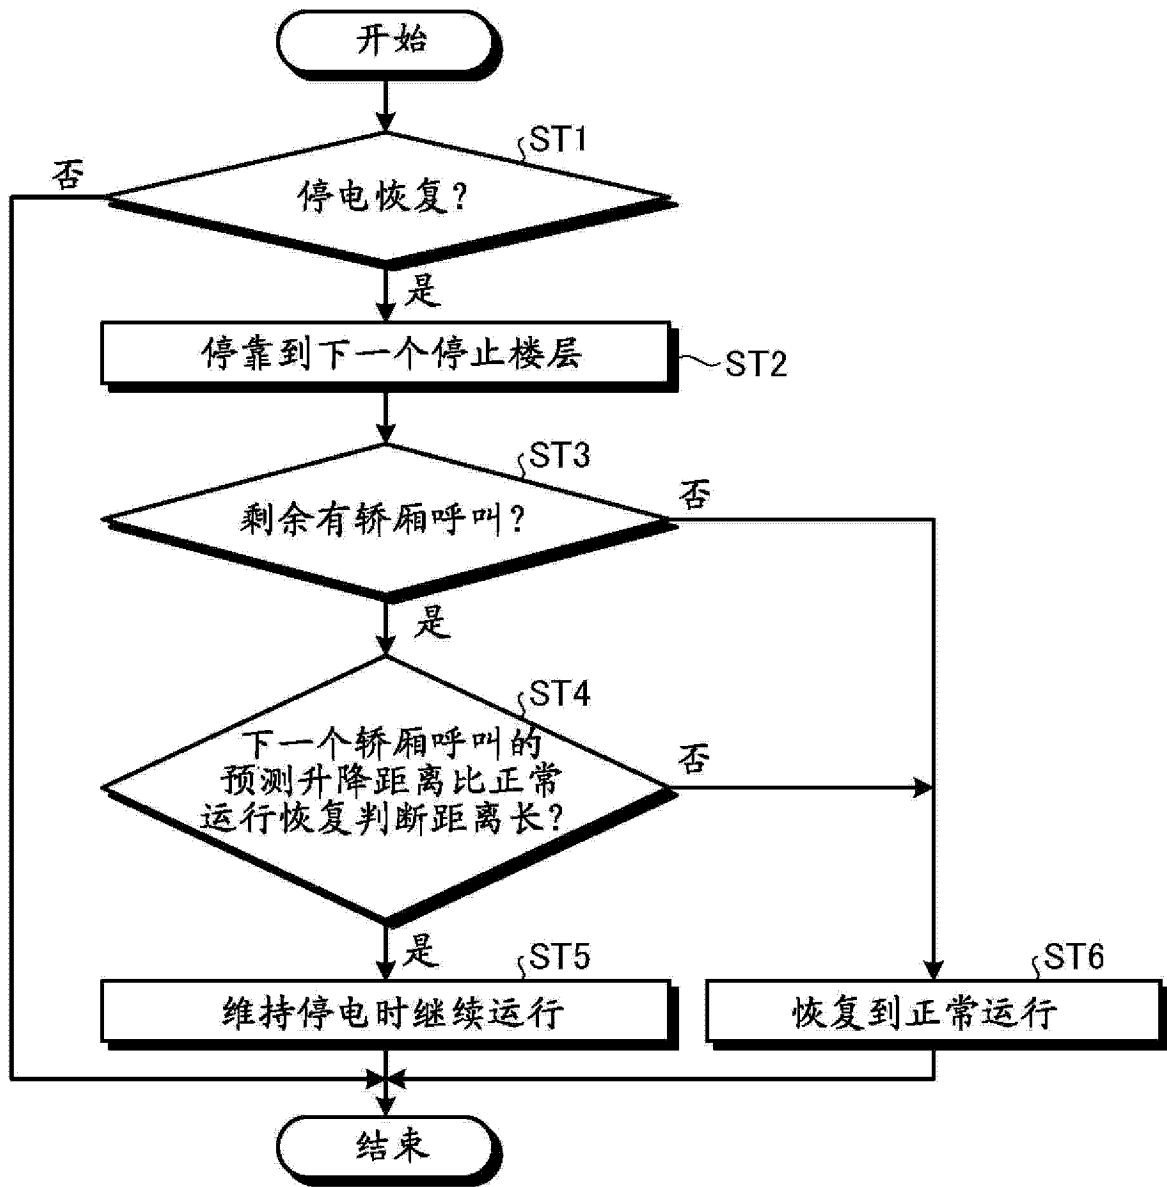 开始
ST1
否
停电恢复？
是
停靠到下一个停止楼层
ST2
ST3
否
剩余有轿厢呼叫？
是
ST4
下一个轿厢呼叫的
否
预测升降距离比正常
运行恢复判断距离长？
是
ST5
ST6
维持停电时继续运行
恢复到正常运行
结束